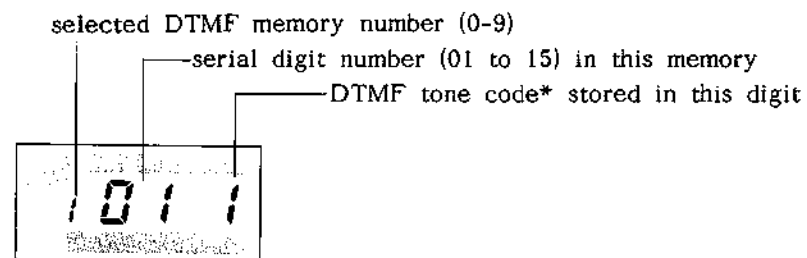 selected DTMF memory number (0-9)
serial digit number (01 to 15) in this memory
DTMF tone code* stored in this digit
1 01 1